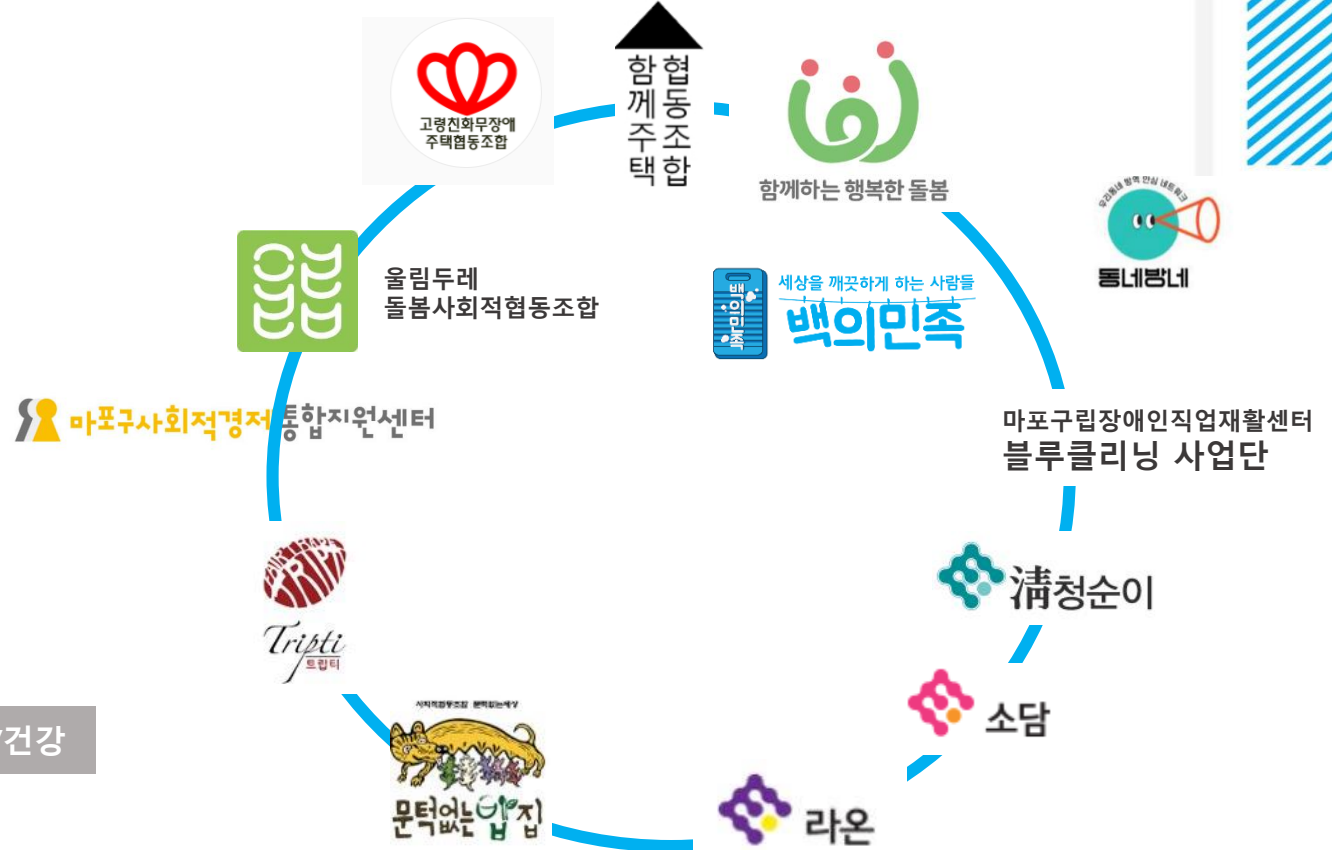 고령친화무장애
주택협동조합
협동조합
함께주택
함께하는 행복한 돌봄
우리동네 방역 안심 네트워크
동네방네
울림두레
돌봄사회적협동조합
백의민족
세상을 깨끗하게 하는 사람들
백의민족
마포구사회적경제통합지원센터
마포구립장애인직업재활센터
블루클리닝 사업단
FAIR TRADE
TRIPTI
Tripti
트립티
淸청순이
소담
사회적협동조합 문턱없는세상
문턱없는밥집
라온
건강